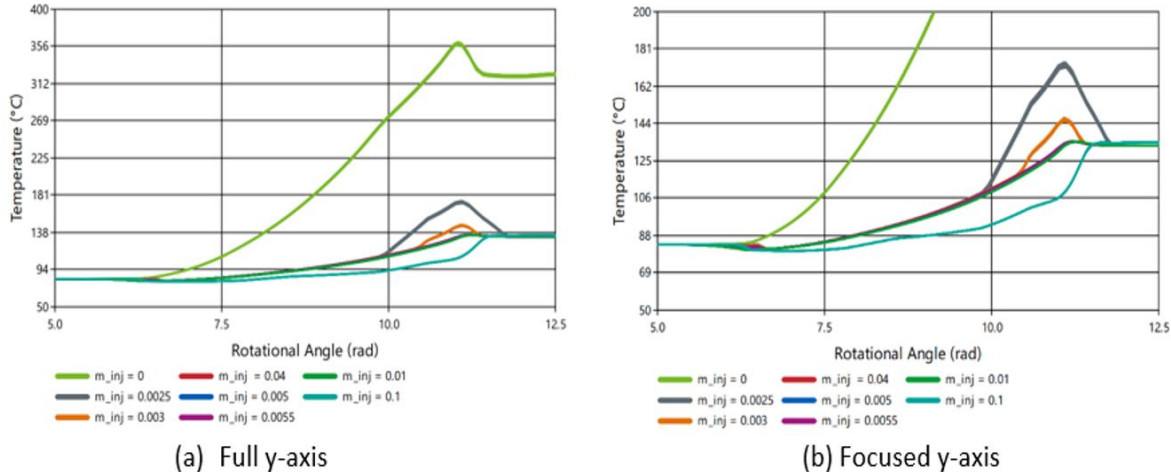 400
356
312
269
225
181
138
94
50
Temperature (°C)
5.0 7.5 10.0 12.5
Rotational Angle (rad)
m_inj = 0 m_inj = 0.04 m_inj = 0.01
m_inj = 0.0025 m_inj = 0.005 m_inj = 0.1
m_inj = 0.003 m_inj = 0.0055
(a) Full y-axis
200
181
162
144
125
106
88
69
50
Temperature (°C)
5.0 7.5 10.0 12.5
Rotational Angle (rad)
m_inj = 0 m_inj = 0.04 m_inj = 0.01
m_inj = 0.0025 m_inj = 0.005 m_inj = 0.1
m_inj = 0.003 m_inj = 0.0055
(b) Focused y-axis